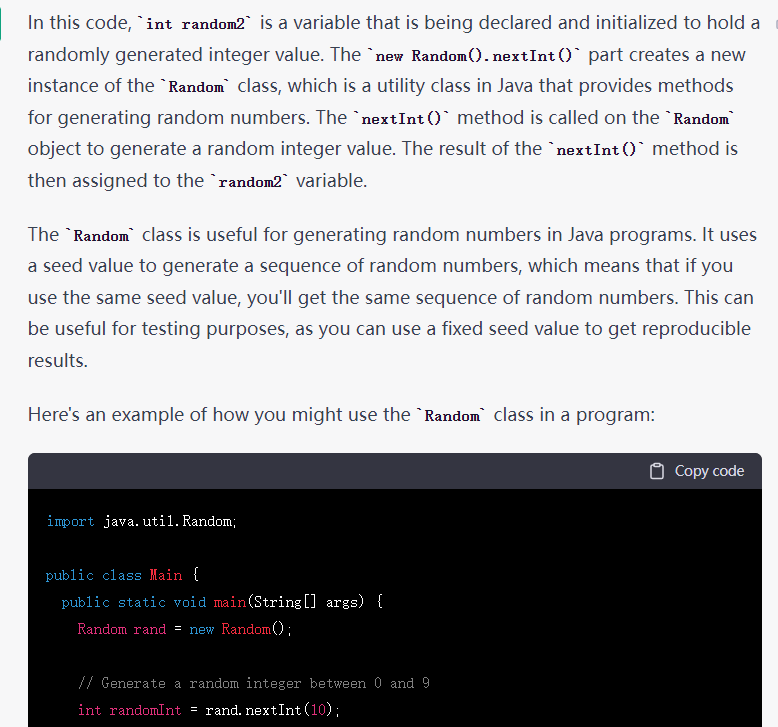 In this code, `int random2` is a variable that is being declared and initialized to hold a
randomly generated integer value. The `new Random().nextInt()` part creates a new
instance of the `Random` class, which is a utility class in Java that provides methods
for generating random numbers. The `nextInt()` method is called on the `Random`
object to generate a random integer value. The result of the `nextInt()` method is
then assigned to the `random2` variable.
The `Random` class is useful for generating random numbers in Java programs. It uses
a seed value to generate a sequence of random numbers, which means that if you
use the same seed value, you'll get the same sequence of random numbers. This can
be useful for testing purposes, as you can use a fixed seed value to get reproducible
results.
Here's an example of how you might use the `Random` class in a program:
Copy code
import java.util.Random;
public class Main {
public static void main(String[] args) {
Random rand = new Random();
// Generate a random integer between 0 and 9
int randomInt = rand.nextInt(10);